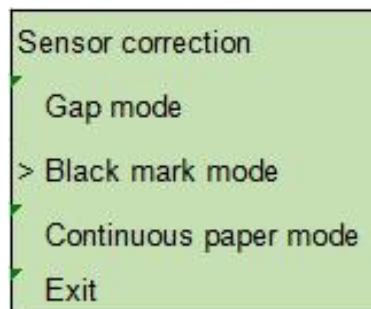 Sensor correction
Gap mode
> Black mark mode
Continuous paper mode
Exit